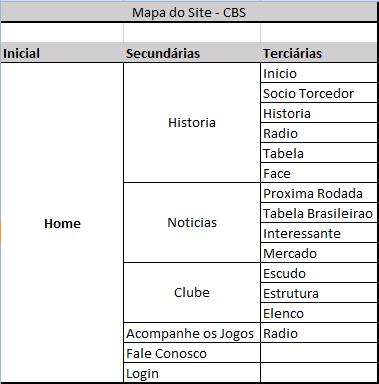 Mapa do Site - CBS
Inicial Secundárias Terciárias
Home
Historia
Inicio
Socio Torcedor
Historia
Radio
Tabela
Face
Noticias
Proxima Rodada
Tabela Brasileirao
Interessante
Mercado
Clube
Escudo
Estrutura
Elenco
Acompanhe os Jogos Radio
Fale Conosco
Login